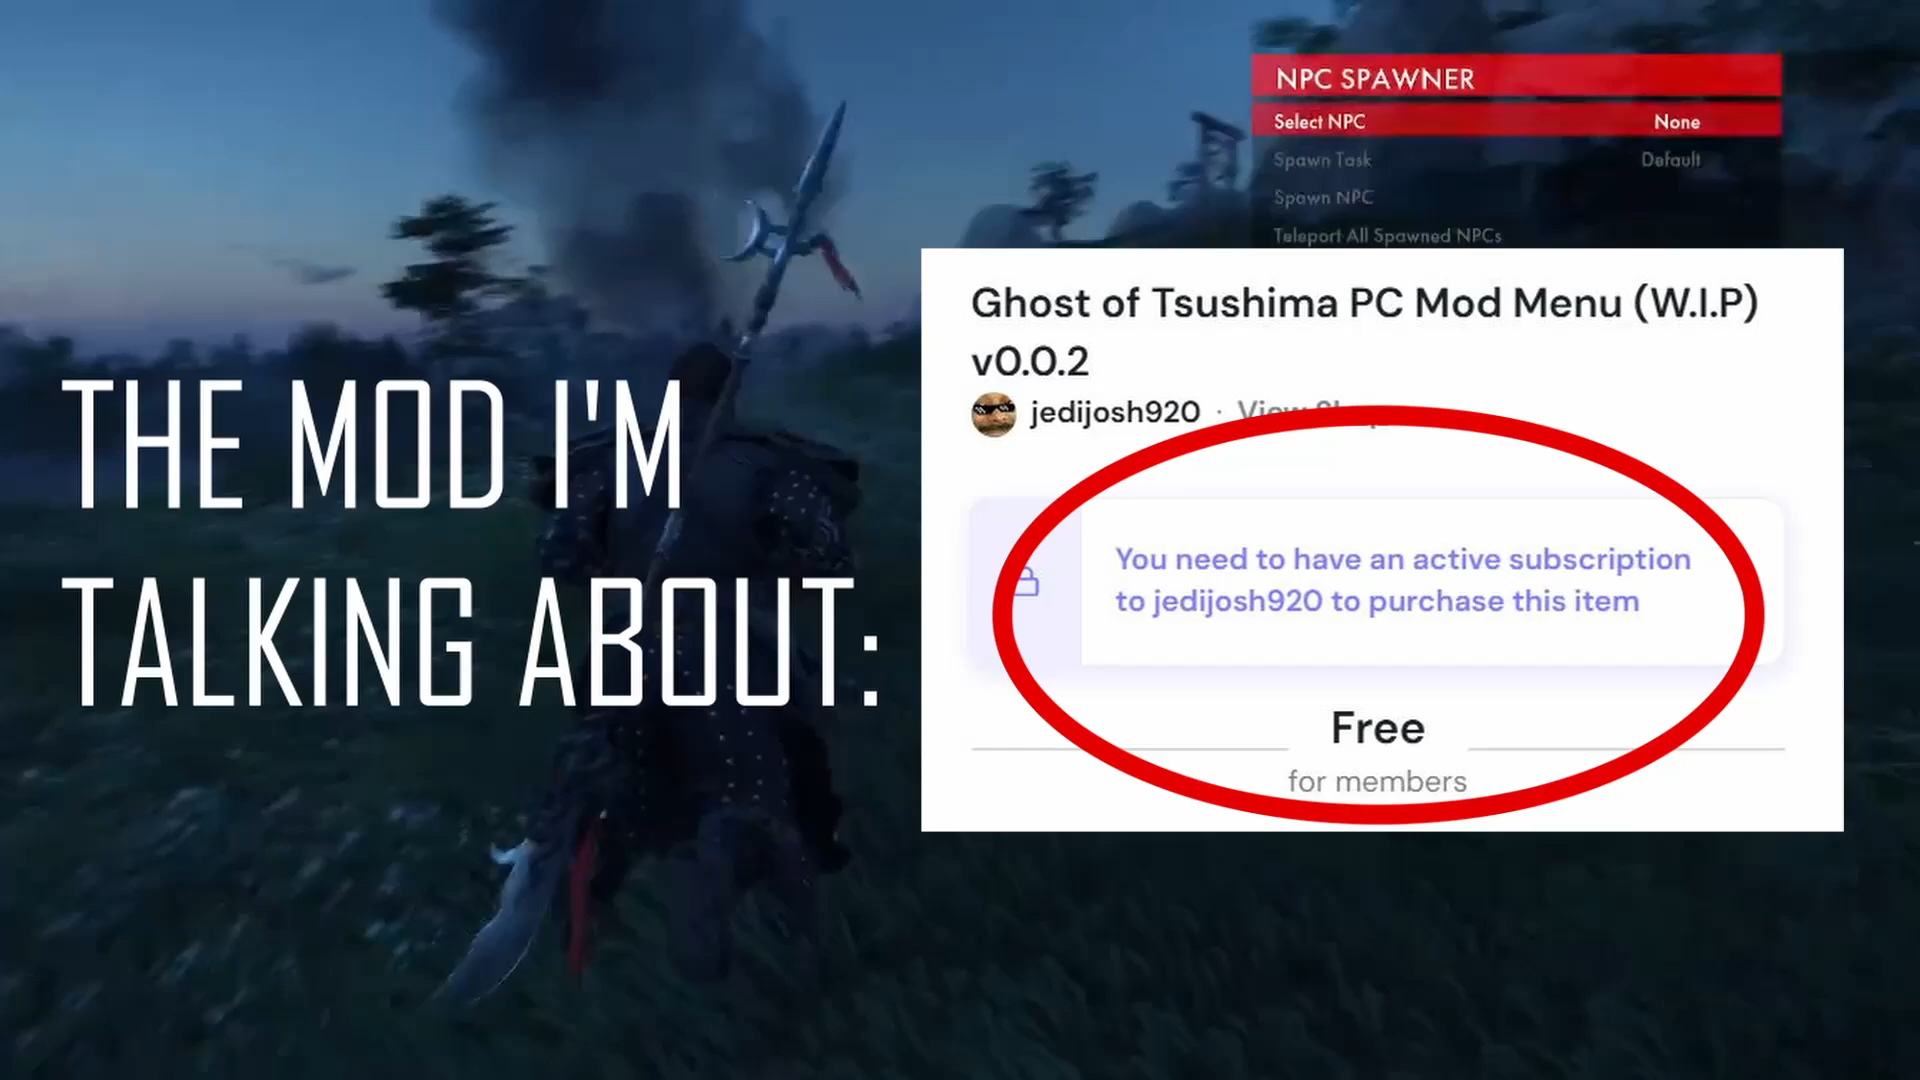 NPC SPAWNER
Select NPC None
Spawn Task Default
Spawn NPC
Teleport All Spawned NPCs
THE MOD I'M
TALKING ABOUT:
Ghost of Tsushima PC Mod Menu (W.I.P)
v0.0.2
jedijosh920 · View
You need to have an active subscription
to jedijosh920 to purchase this item
Free
for members